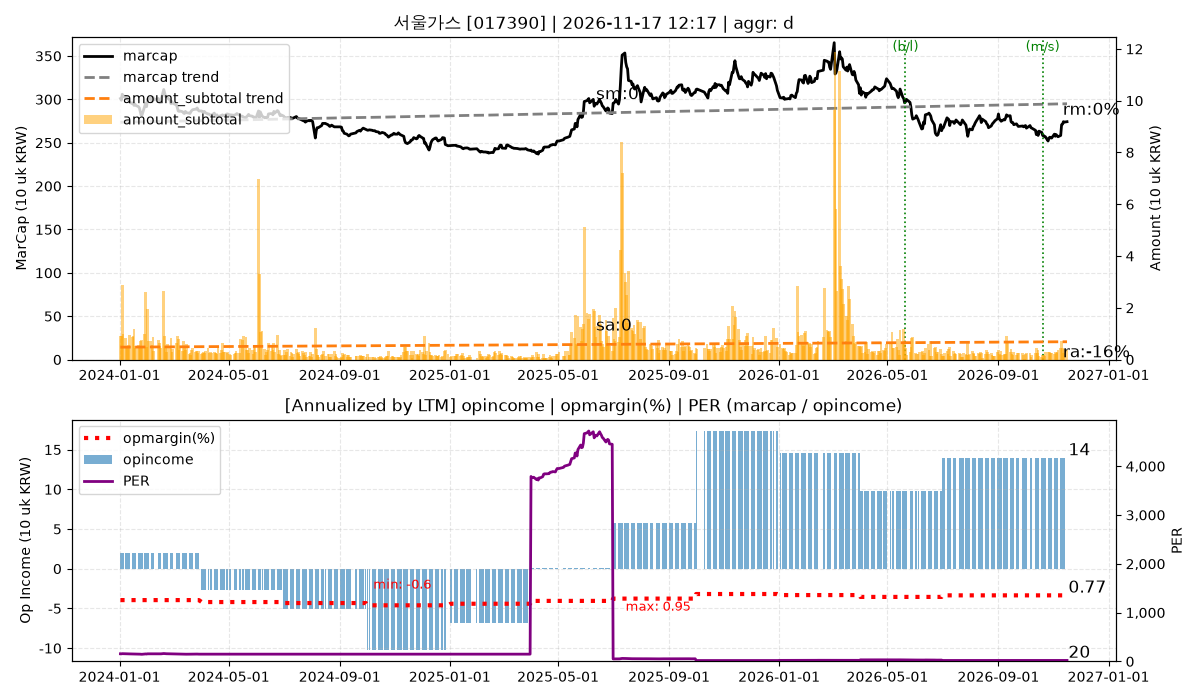 서울가스 [017390] | 2026-11-17 12:17 | aggr: d
marcap
marcap trend
amount_subtotal trend
amount_subtotal
(b/l)
(m/s)
sm:0
rm:0%
sa:0
ra:-16%
MarCap (10 uk KRW)
350
300
250
200
150
100
50
0
Amount (10 uk KRW)
12
10
8
6
4
2
0
2024-01-01
2024-05-01
2024-09-01
2025-01-01
2025-05-01
2025-09-01
2026-01-01
2026-05-01
2026-09-01
2027-01-01
[Annualized by LTM] opincome | opmargin(%) | PER (marcap / opincome)
opmargin(%)
opincome
PER
min: -0.6
max: 0.95
14
0.77
20
Op Income (10 uk KRW)
15
10
5
0
-5
-10
PER
4,000
3,000
2,000
1,000
0
2024-01-01
2024-05-01
2024-09-01
2025-01-01
2025-05-01
2025-09-01
2026-01-01
2026-05-01
2026-09-01
2027-01-01